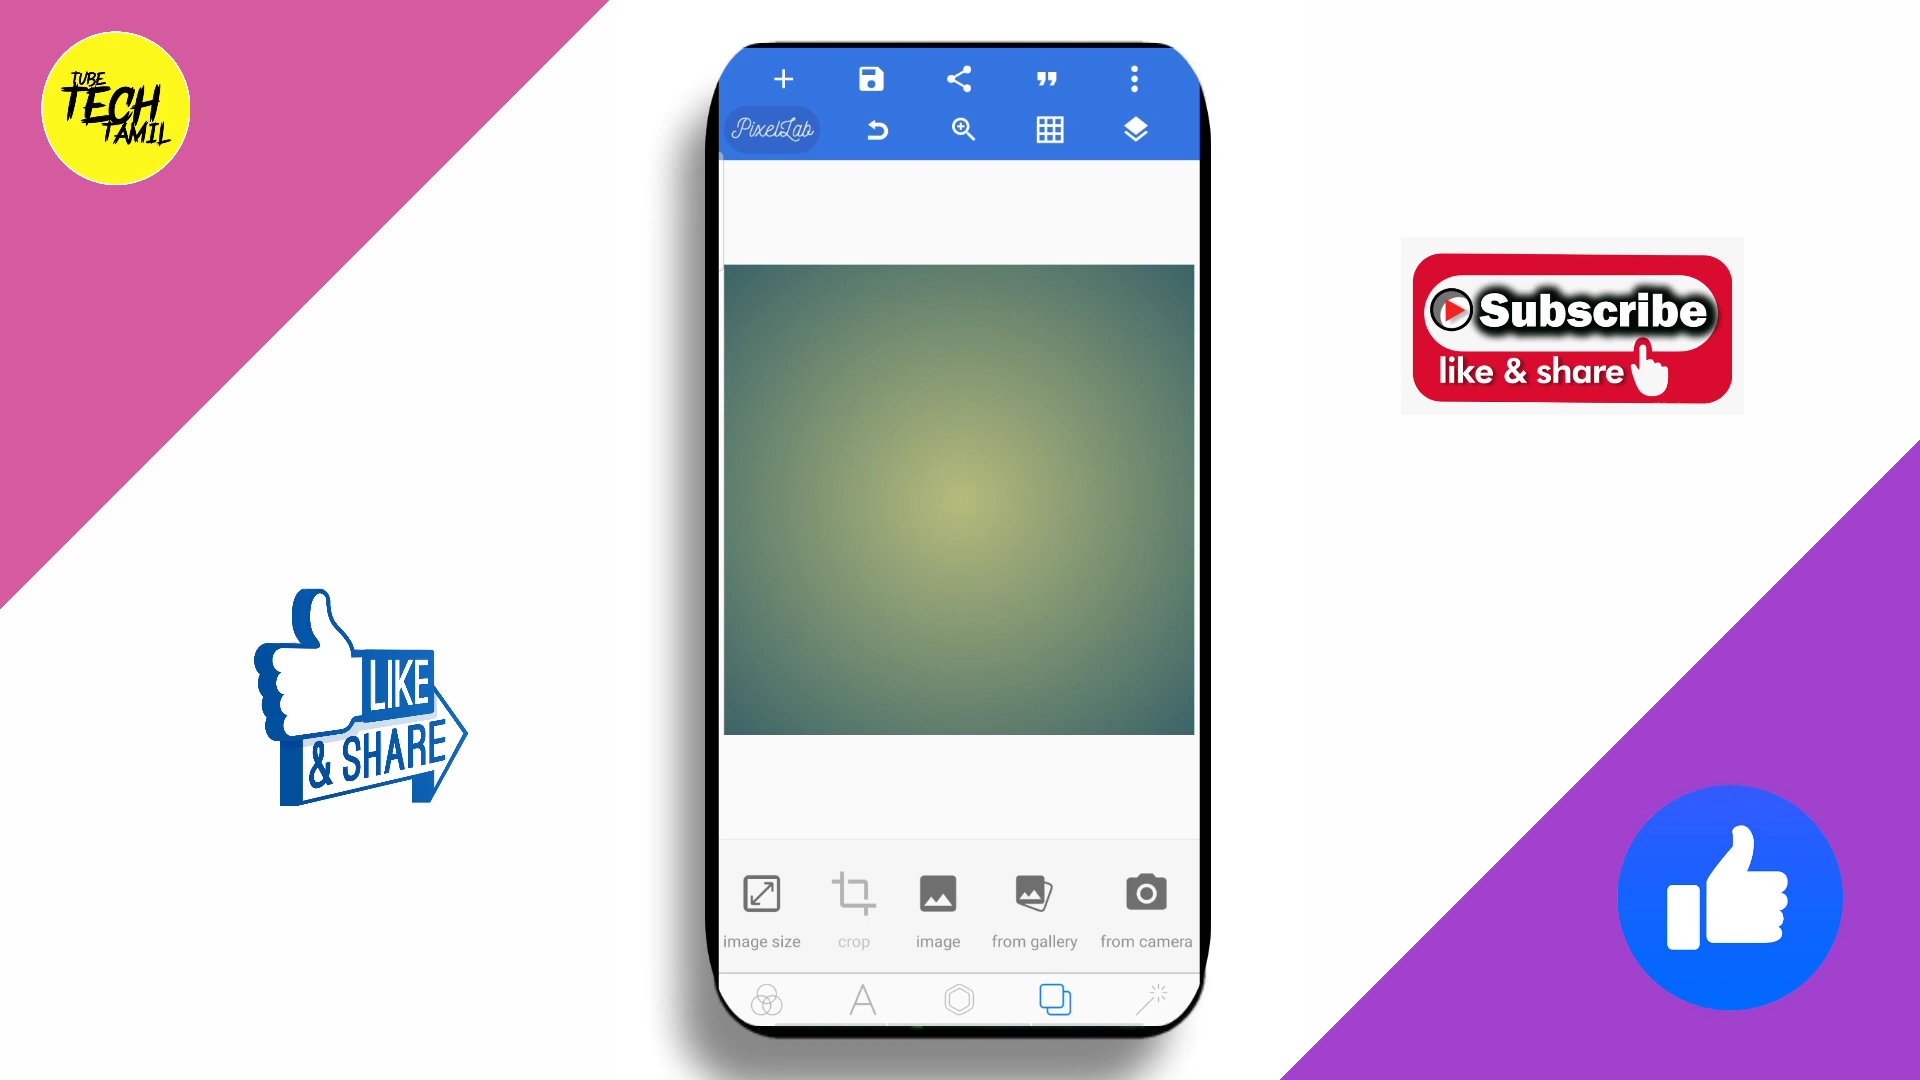 TUBE
TECH
TAMIL
PixelLab
Subscribe
like & share
LIKE
& SHARE
image size
crop
image
from gallery
from camera